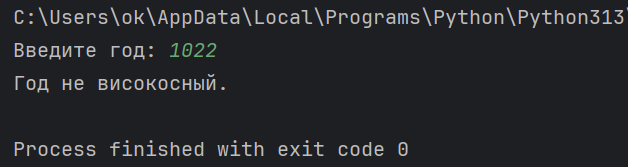 C:\Users\ok\AppData\Local\Programs\Python\Python313\
Введите год: 1022
Год не високосный.
Process finished with exit code 0